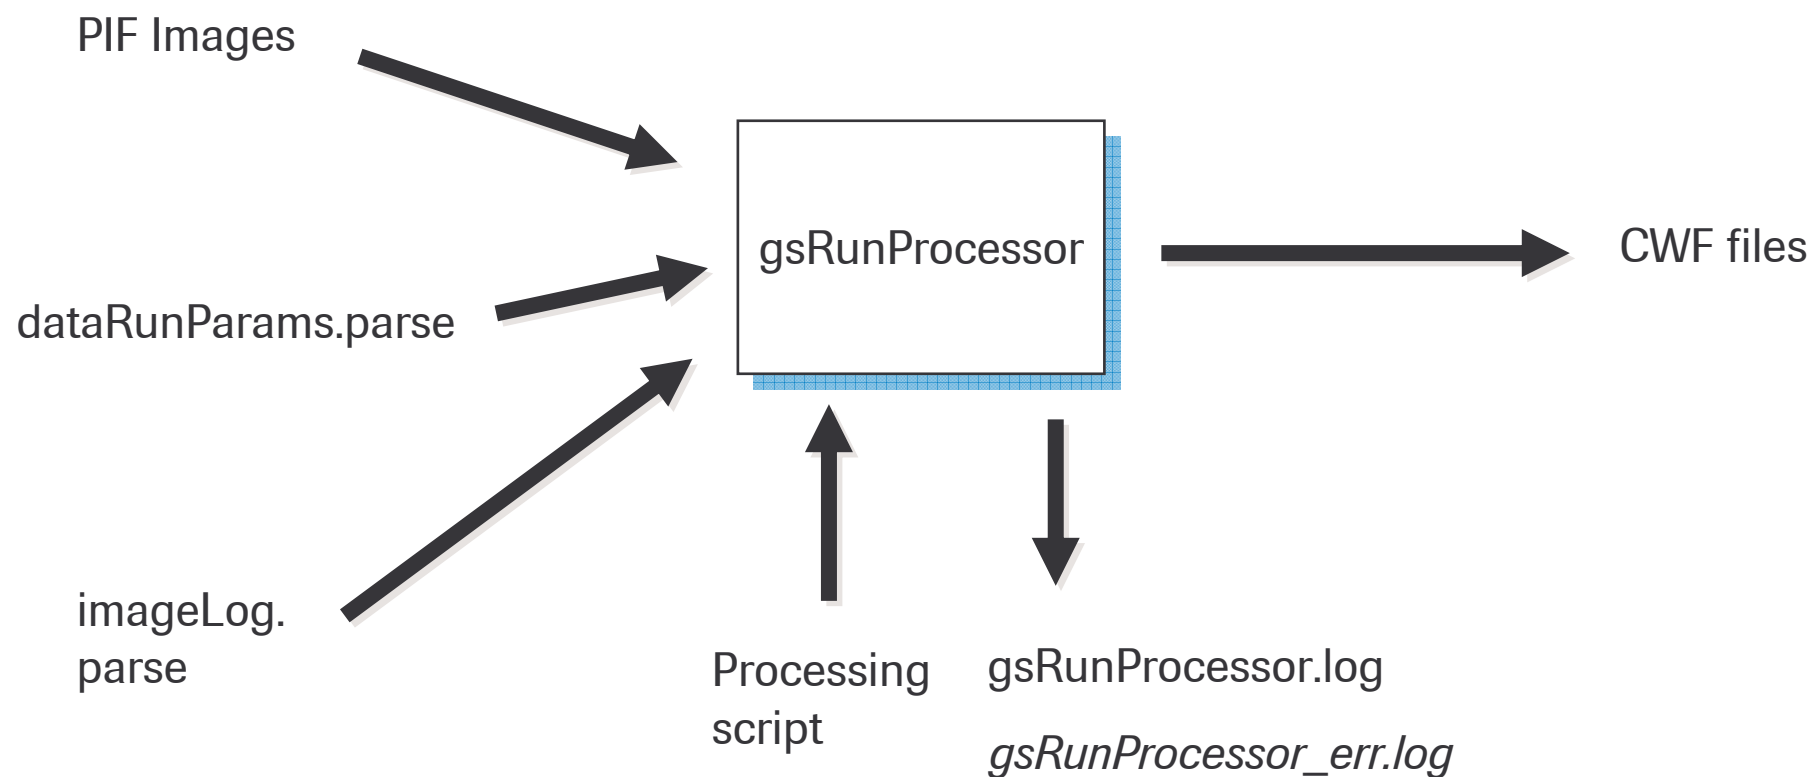 PIF Images
gsRunProcessor
CWF files
dataRunParams.parse
imageLog.
parse
Processing
script
gsRunProcessor.log
gsRunProcessor_err.log